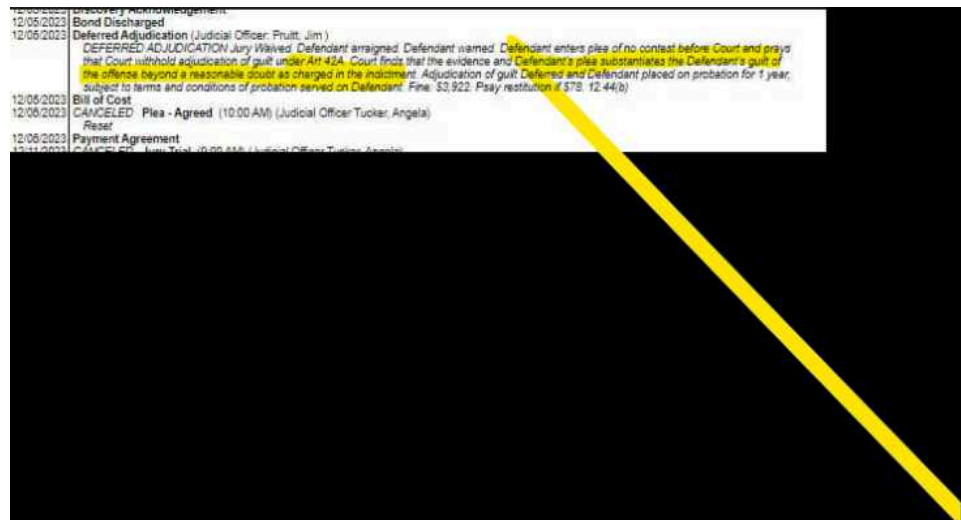 12/05/2023 Discovery Acknowledgement
12/05/2023 Bond Discharged
12/05/2023 Deferred Adjudication (Judicial Officer: Pruitt, Jim )
DEFERRED ADJUDICATION Jury Waived. Defendant arraigned. Defendant warned. Defendant enters plea of no contest before Court and prays
that Court withhold adjudication of guilt under Art 42A. Court finds that the evidence and Defendant's plea substantiates the Defendant's guilt of
the offense beyond a reasonable doubt as charged in the indictment. Adjudication of guilt Deferred and Defendant placed on probation for 1 year,
subject to terms and conditions of probation served on Defendant. Fine: $3,922. Psay restitution if $78. 12.44(b)
12/05/2023 Bill of Cost
12/06/2023 CANCELED Plea - Agreed (10:00 AM) (Judicial Officer Tucker, Angela)
Reset
12/06/2023 Payment Agreement
12/11/2023 CANCELED Jury Trial (9:00 AM) (Judicial Officer Tucker, Angela)